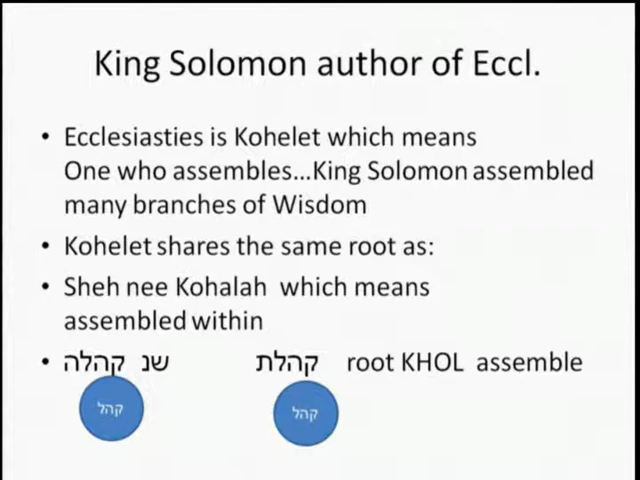 King Solomon author of Eccl.
• Ecclesiasties is Kohelet which means
One who assembles...King Solomon assembled
many branches of Wisdom
• Kohelet shares the same root as:
• Sheh nee Kohalah which means
assembled within
• שנ קהלה קהלת root KHOL assemble
קהל קהל